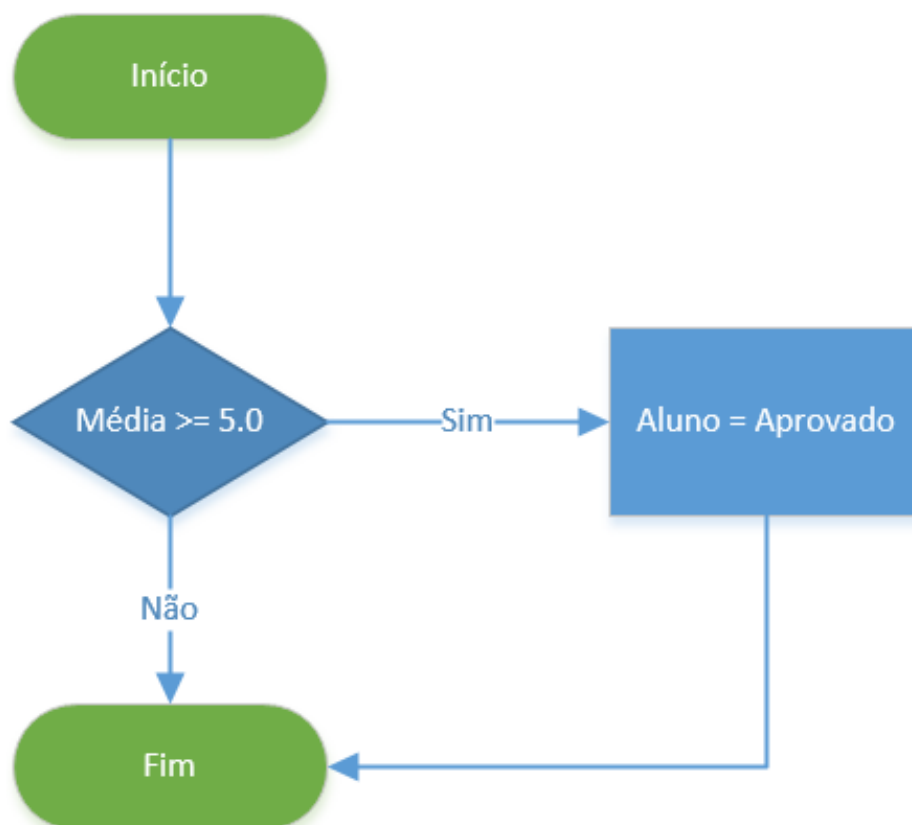 Início
Média >= 5.0
Sim
Aluno = Aprovado
Não
Fim